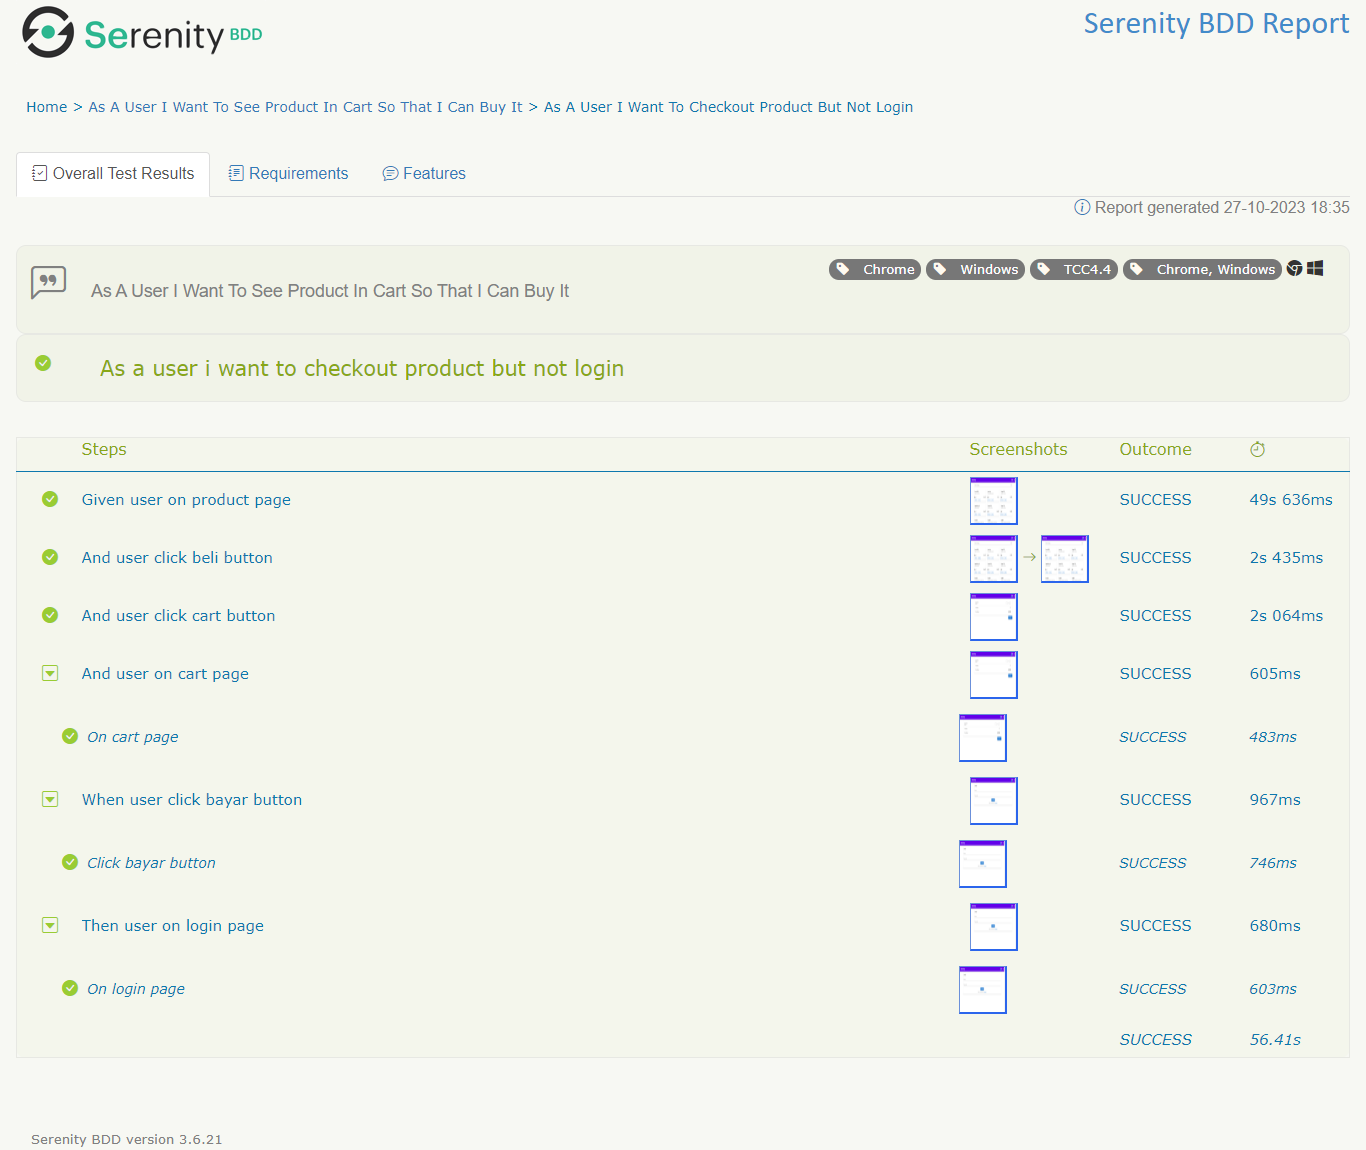 Serenity BDD
Serenity BDD Report
Home > As A User I Want To See Product In Cart So That I Can Buy It > As A User I Want To Checkout Product But Not Login
Overall Test Results
Requirements
Features
Report generated 27-10-2023 18:35
Chrome
Windows
TCC4.4
Chrome, Windows
As A User I Want To See Product In Cart So That I Can Buy It
As a user i want to checkout product but not login
Steps Screenshots Outcome
Given user on product page SUCCESS 49s 636ms
And user click beli button SUCCESS 2s 435ms
And user click cart button SUCCESS 2s 064ms
And user on cart page SUCCESS 605ms
On cart page SUCCESS 483ms
When user click bayar button SUCCESS 967ms
Click bayar button SUCCESS 746ms
Then user on login page SUCCESS 680ms
On login page SUCCESS 603ms
SUCCESS 56.41s
Serenity BDD version 3.6.21